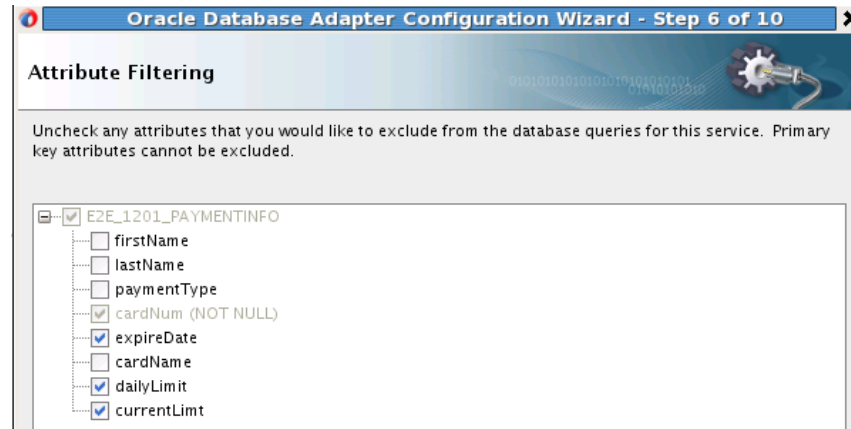 Oracle Database Adapter Configuration Wizard - Step 6 of 10
Attribute Filtering
Uncheck any attributes that you would like to exclude from the database queries for this service. Primary
key attributes cannot be excluded.
E2E_1201_PAYMENTINFO
firstName
lastName
paymentType
cardNum (NOT NULL)
expireDate
cardName
dailyLimit
currentLimt